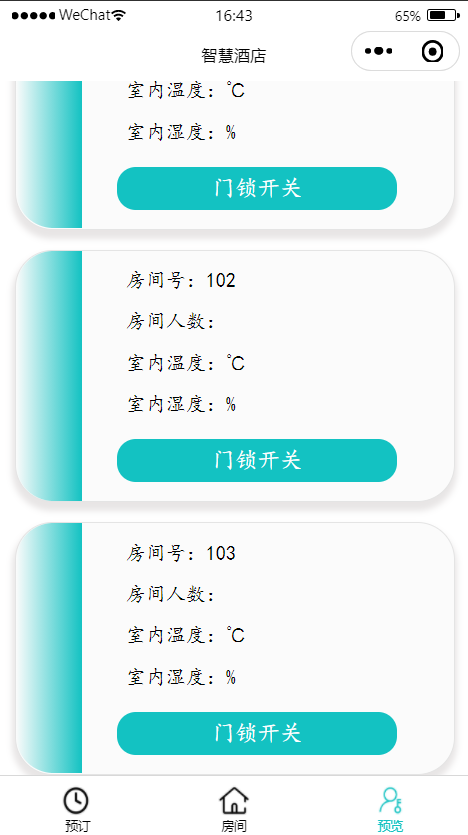 WeChat 16:43 65%
智慧酒店
室内温度：℃
室内湿度：%
门锁开关
房间号：102
房间人数：
室内温度：℃
室内湿度：%
门锁开关
房间号：103
房间人数：
室内温度：℃
室内湿度：%
门锁开关
预订 房间 预览